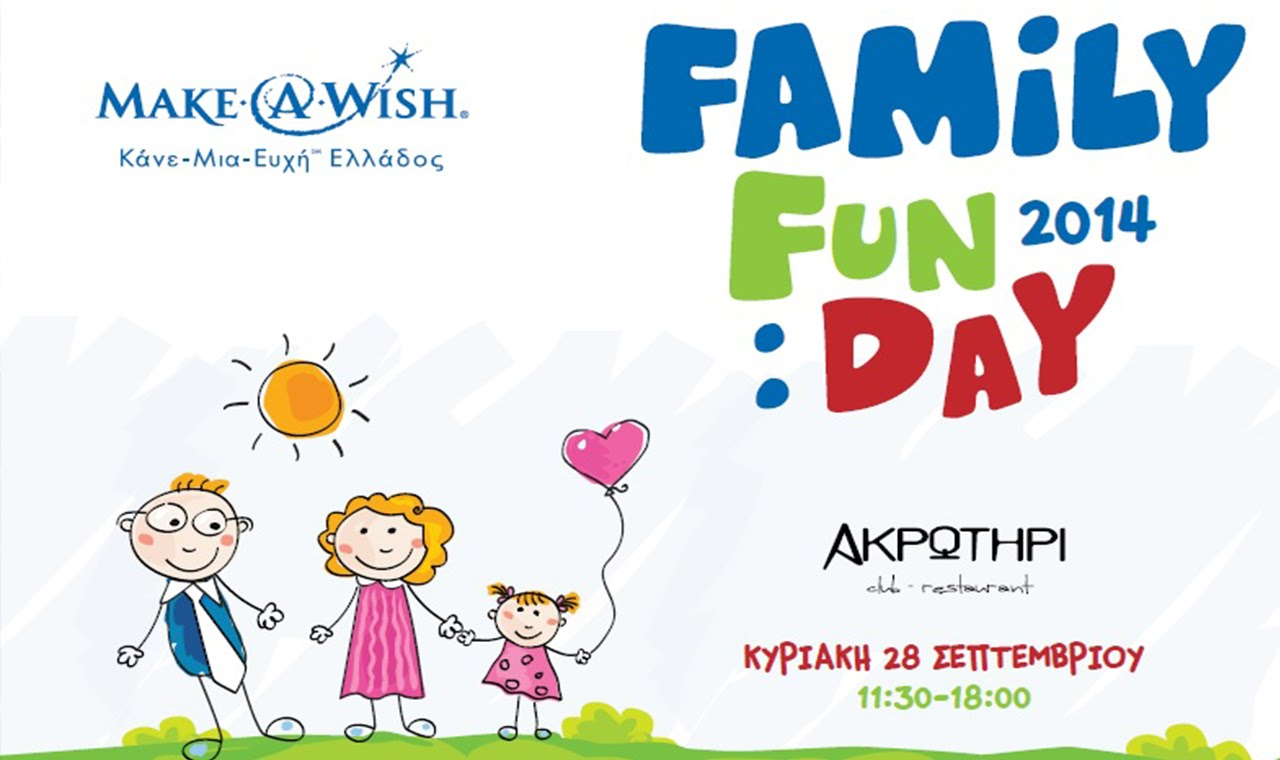 MAKE·A·WISH®
Κάνε-Μια-Ευχή℠ Ελλάδος
FAMiLY
FUN 2014
:DAY
ΑΚΡΩΤΗΡΙ
club - restaurant
ΚΥΡΙΑΚΗ 28 ΣΕΠΤΕΜΒΡΙΟΥ
11:30-18:00